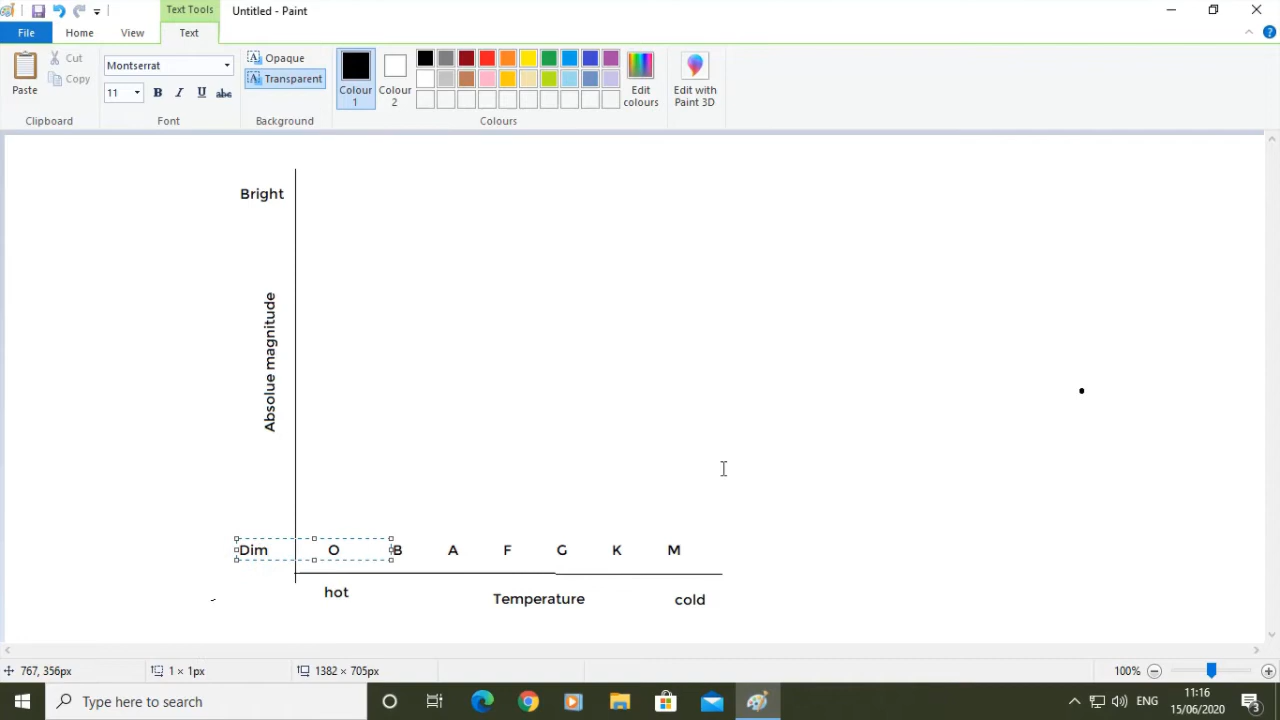 Text Tools
Untitled - Paint
File
Home
View
Text
Paste
Cut
Copy
Clipboard
Montserrat
11
B I U abc
Font
Opaque
Transparent
Background
Colour 1
Colour 2
Edit colours
Colours
Edit with Paint 3D
Bright
Absolue magnitude
Dim O B A F G K M
hot
Temperature
cold
767, 356px
1 × 1px
1382 × 705px
100%
Type here to search
ENG
11:16
15/06/2020
3